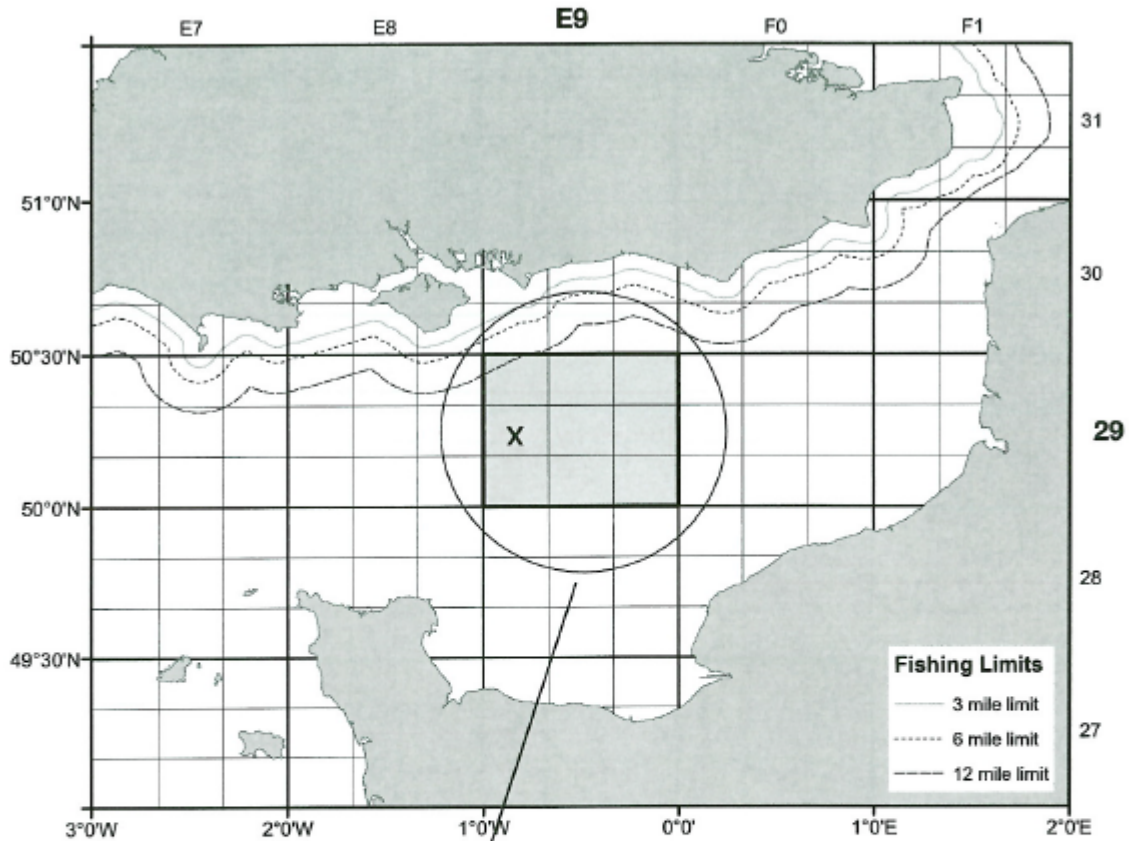 E7 E8 E9 F0 F1
31
51°0'N
30
50°30'N
29
X
50°0'N
28
49°30'N
Fishing Limits
3 mile limit
6 mile limit
12 mile limit
27
3°0'W 2°0'W 1°0'W 0°0' 1°0'E 2°0'E